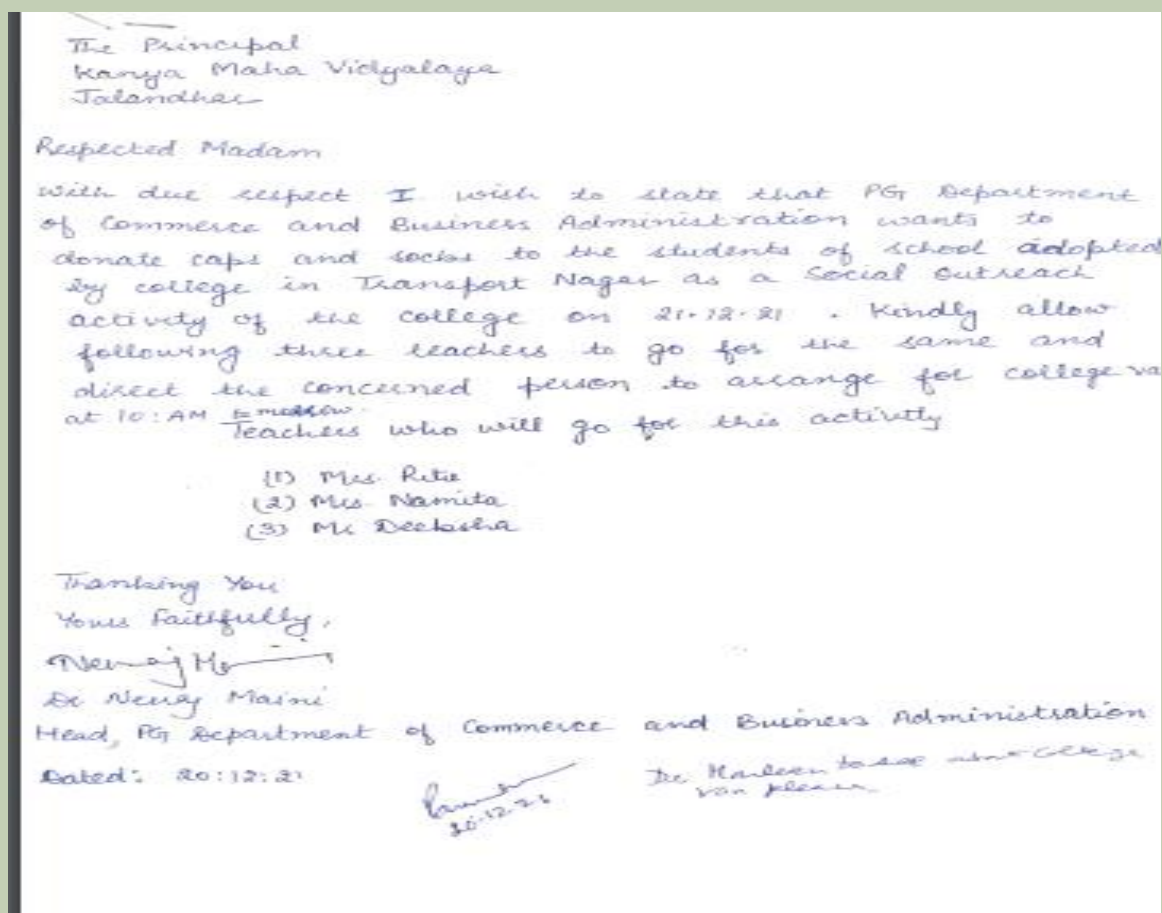 The Principal
Kanya Maha Vidyalaya
Jalandhar
Respected Madam
With due respect I wish to state that PG Department
of Commerce and Business Administration wants to
donate caps and socks to the students of school adopted
by college in Transport Nagar as a Social Outreach
activity of the college on 21.12.21 . Kindly allow
following three teachers to go for the same and
direct the concerned person to arrange for college va
at 10:AM
Teachers who will go for this activity
(1) Mrs. Ritu
(2) Mrs. Namita
(3) Ms Deeksha
Thanking You
Yours Faithfully,
Dr Neeraj Maini
Head, PG Department of Commerce and Business Administration
Dated: 20:12:21
20.12.21
Dr. Harleen to see college
van please